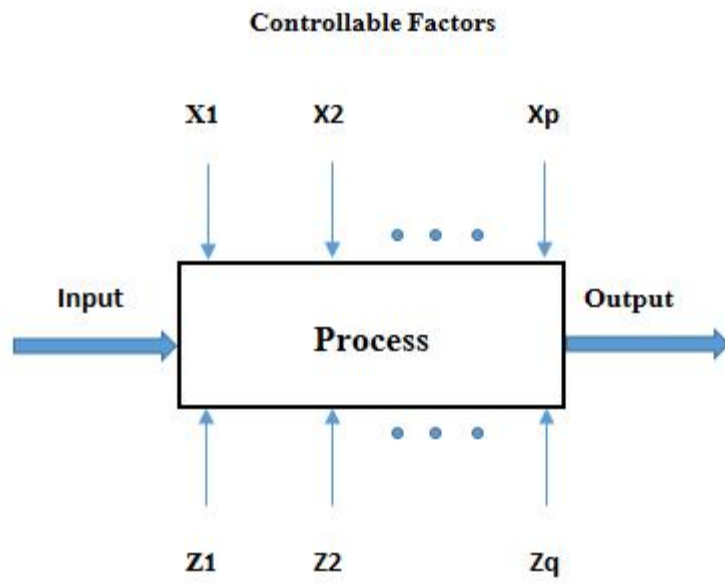 Controllable Factors
X1 X2 Xp
Input Output
Process
Z1 Z2 Zq